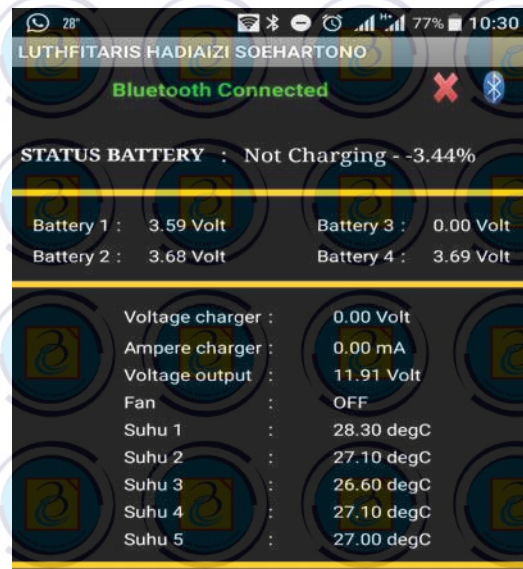 28° 77% 10:30
LUTHFITARIS HADIAIZI SOEHARTONO
Bluetooth Connected
STATUS BATTERY : Not Charging - -3.44%
Battery 1 : 3.59 Volt Battery 3 : 0.00 Volt
Battery 2 : 3.68 Volt Battery 4 : 3.69 Volt
Voltage charger : 0.00 Volt
Ampere charger : 0.00 mA
Voltage output : 11.91 Volt
Fan : OFF
Suhu 1 : 28.30 degC
Suhu 2 : 27.10 degC
Suhu 3 : 26.60 degC
Suhu 4 : 27.10 degC
Suhu 5 : 27.00 degC